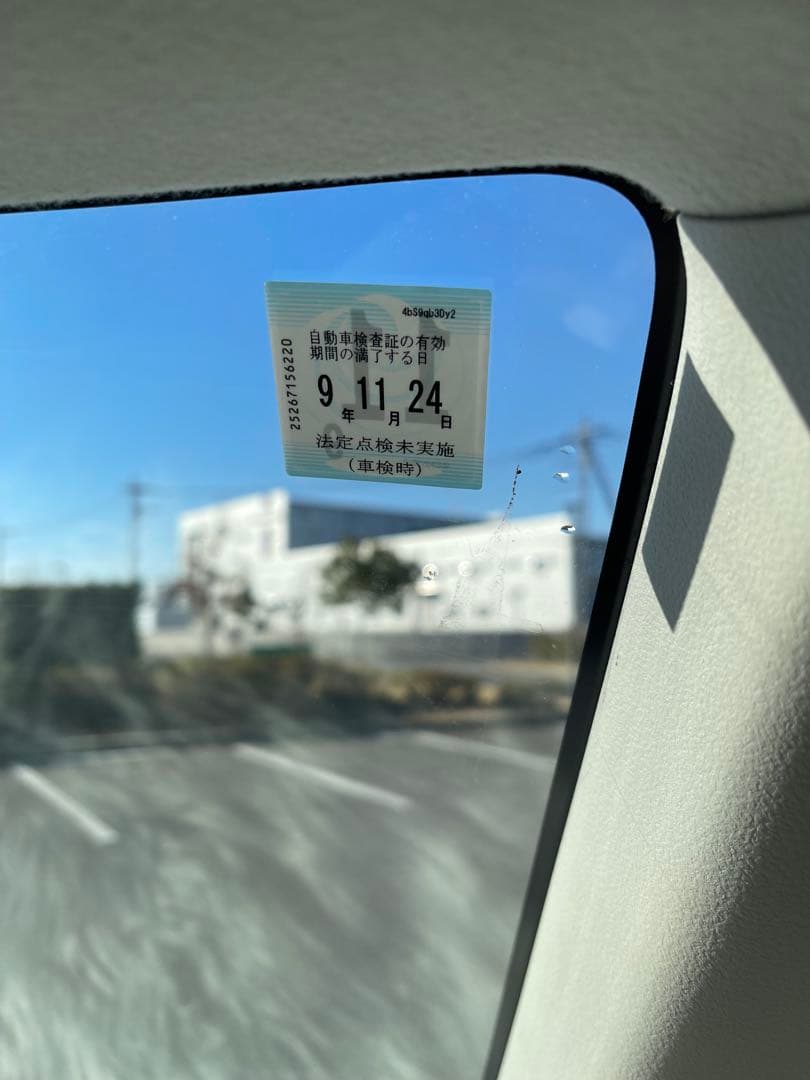 4bS9qb3Dy2
自動車検査証の有効
期間の満了する日
9年11月24日
法定点検未実施
(車検時)
25267156220